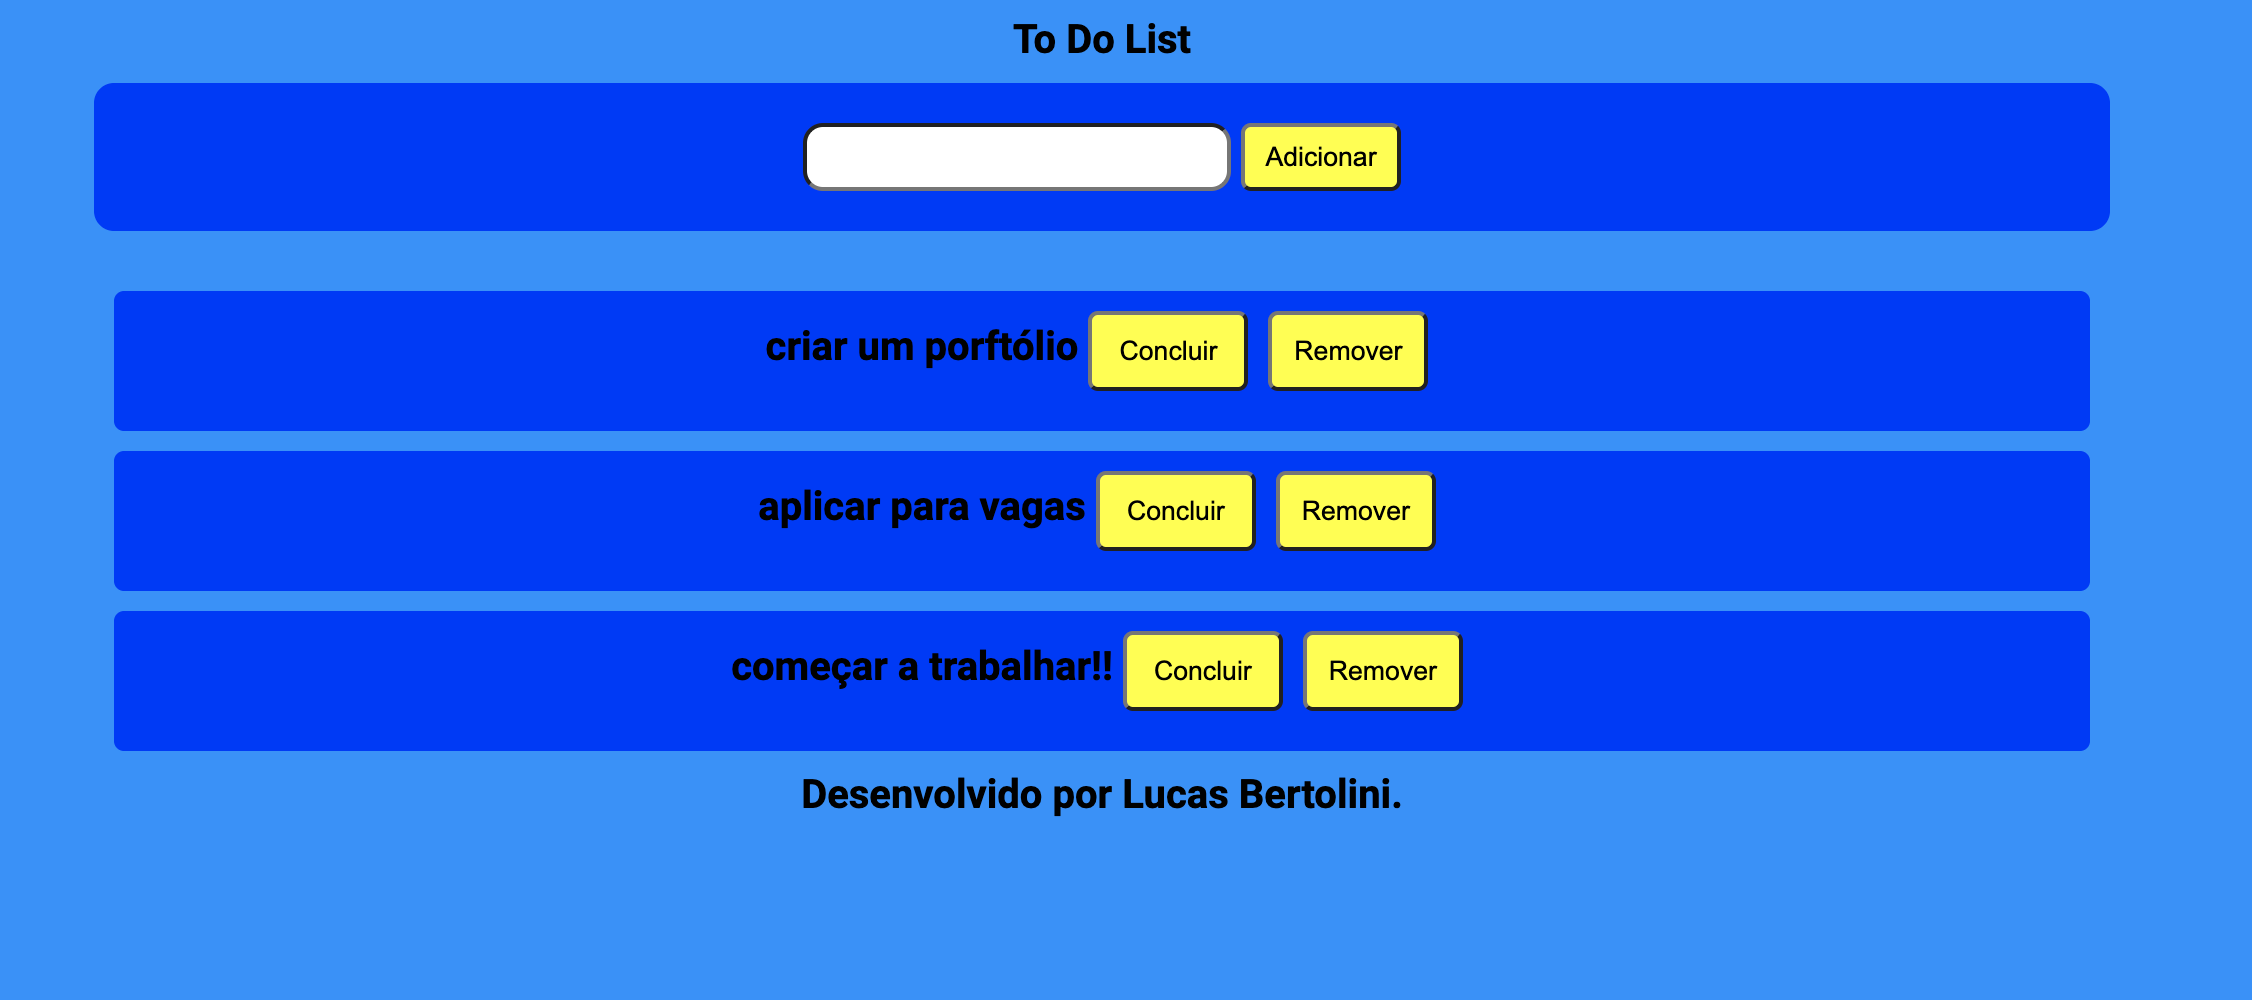 To Do List
Adicionar
criar um porftólio Concluir Remover
aplicar para vagas Concluir Remover
começar a trabalhar!! Concluir Remover
Desenvolvido por Lucas Bertolini.